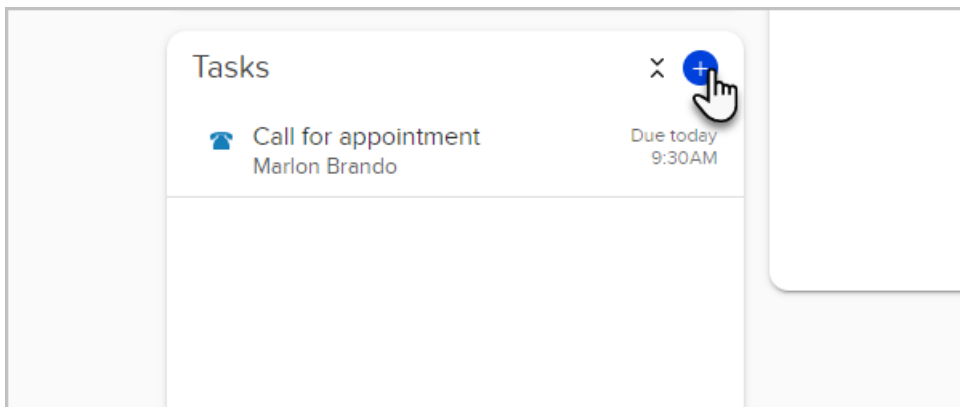 Tasks
Call for appointment
Due today
Marlon Brando
9:30AM